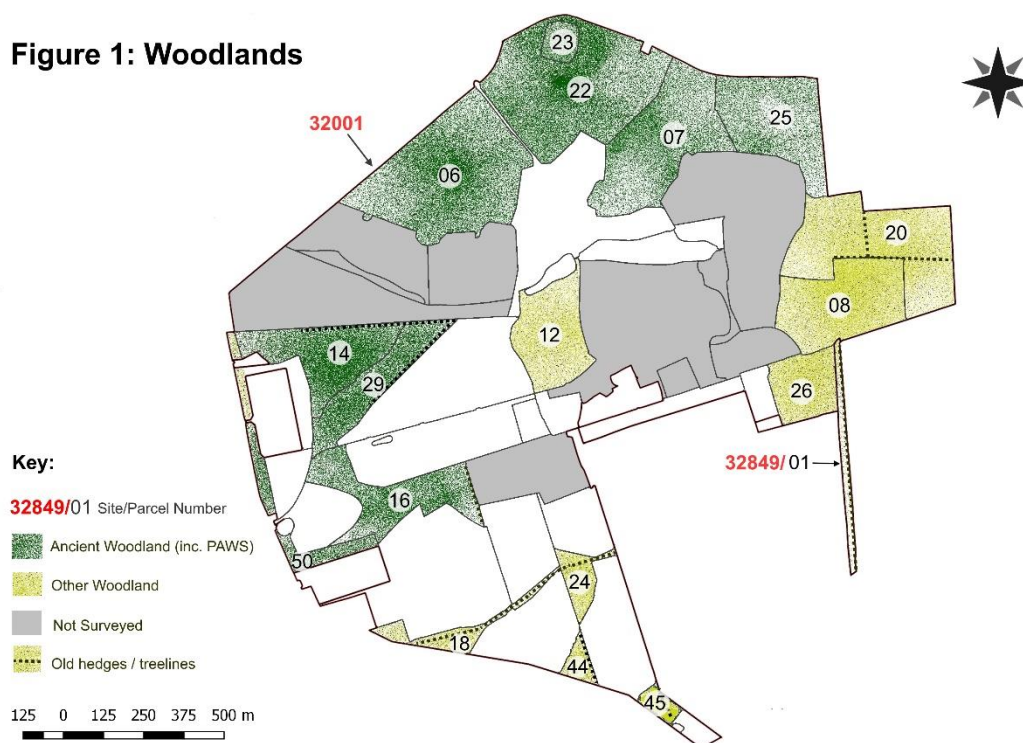 Figure 1: Woodlands
23
22
32001
07
25
06
20
08
12
14
29
26
Key:
32849/01
16
32849/01 Site/Parcel Number
Ancient Woodland (inc. PAWS)
50
Other Woodland
24
Not Surveyed
18
44
Old hedges / treelines
45
125 0 125 250 375 500 m